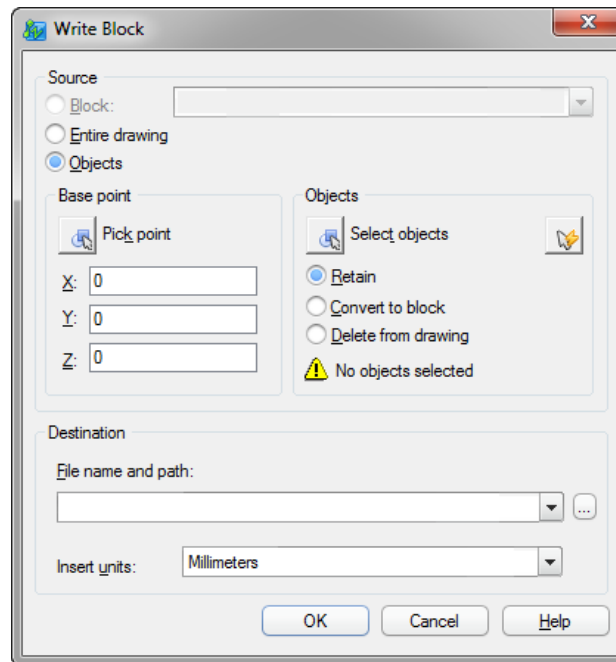 Write Block
Source
Block:
Entire drawing
Objects
Base point
Pick point
X: 0
Y: 0
Z: 0
Objects
Select objects
Retain
Convert to block
Delete from drawing
No objects selected
Destination
File name and path:
...
Insert units: Millimeters
OK Cancel Help